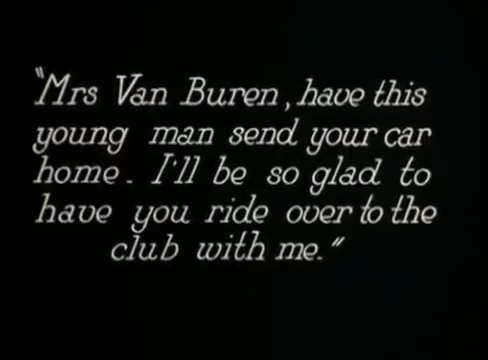 "Mrs Van Buren, have this
young man send your car
home. I'll be so glad to
have you ride over to the
club with me."